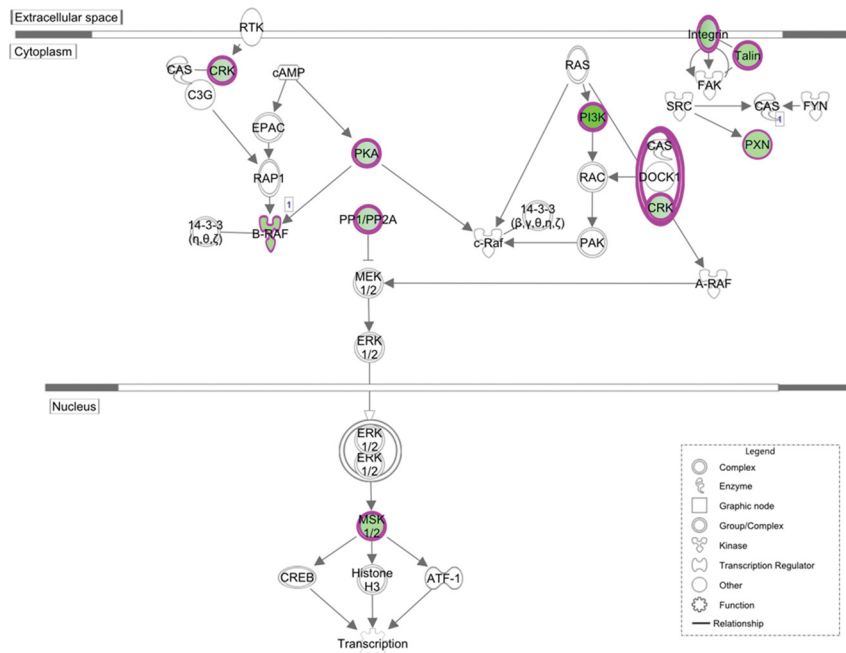 Extracellular space
Cytoplasm
RTK
CAS
CRK
C3G
cAMP
EPAC
RAP1
PKA
1
14-3-3
(η,θ,ζ)
B-RAF
PP1/PP2A
MEK
1/2
ERK
1/2
RAS
PI3K
RAC
PAK
c-Raf
14-3-3
(β,γ,θ,η,ζ)
CAS
DOCK1
CRK
A-RAF
Integrin
Talin
FAK
SRC
CAS
1
FYN
PXN
Nucleus
ERK
1/2
ERK
1/2
MSK
1/2
CREB
Histone
H3
ATF-1
Transcription
Legend
Complex
Enzyme
Graphic node
Group/Complex
Kinase
Transcription Regulator
Other
Function
Relationship